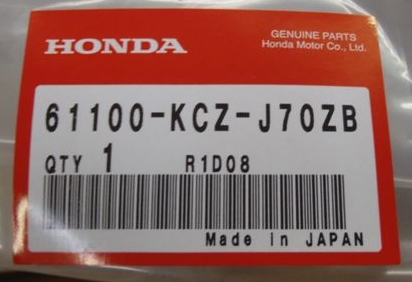 HONDA
GENUINE PARTS
Honda Motor Co., Ltd.
61100-KCZ-J70ZB
QTY 1 R1D08
Made in JAPAN